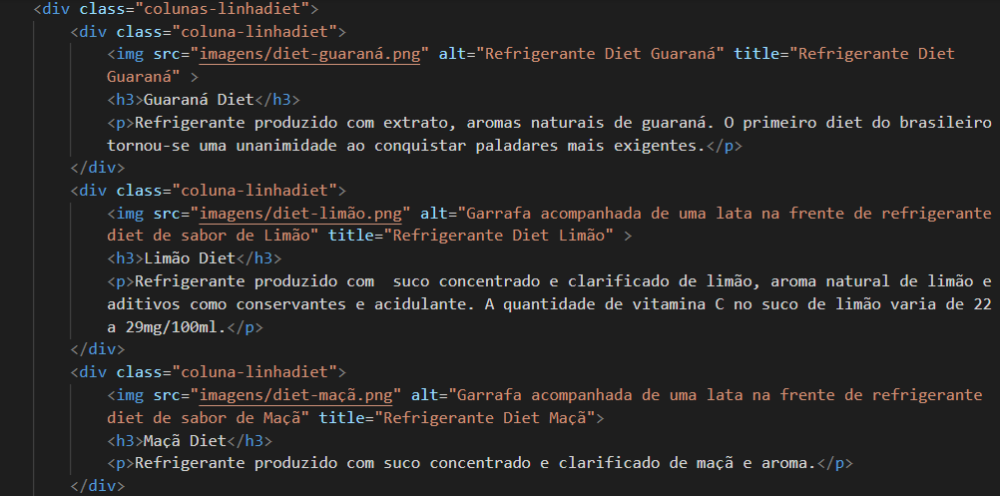 <div class="colunas-linhadiet">
<div class="coluna-linhadiet">
<img src="imagens/diet-guaraná.png" alt="Refrigerante Diet Guaraná" title="Refrigerante Diet
Guaraná" >
<h3>Guaraná Diet</h3>
<p>Refrigerante produzido com extrato, aromas naturais de guaraná. O primeiro diet do brasileiro
tornou-se uma unanimidade ao conquistar paladares mais exigentes.</p>
</div>
<div class="coluna-linhadiet">
<img src="imagens/diet-limão.png" alt="Garrafa acompanhada de uma lata na frente de refrigerante
diet de sabor de Limão" title="Refrigerante Diet Limão" >
<h3>Limão Diet</h3>
<p>Refrigerante produzido com  suco concentrado e clarificado de limão, aroma natural de limão e
aditivos como conservantes e acidulante. A quantidade de vitamina C no suco de limão varia de 22
a 29mg/100ml.</p>
</div>
<div class="coluna-linhadiet">
<img src="imagens/diet-maçã.png" alt="Garrafa acompanhada de uma lata na frente de refrigerante
diet de sabor de Maçã" title="Refrigerante Diet Maçã">
<h3>Maçã Diet</h3>
<p>Refrigerante produzido com suco concentrado e clarificado de maçã e aroma.</p>
</div>